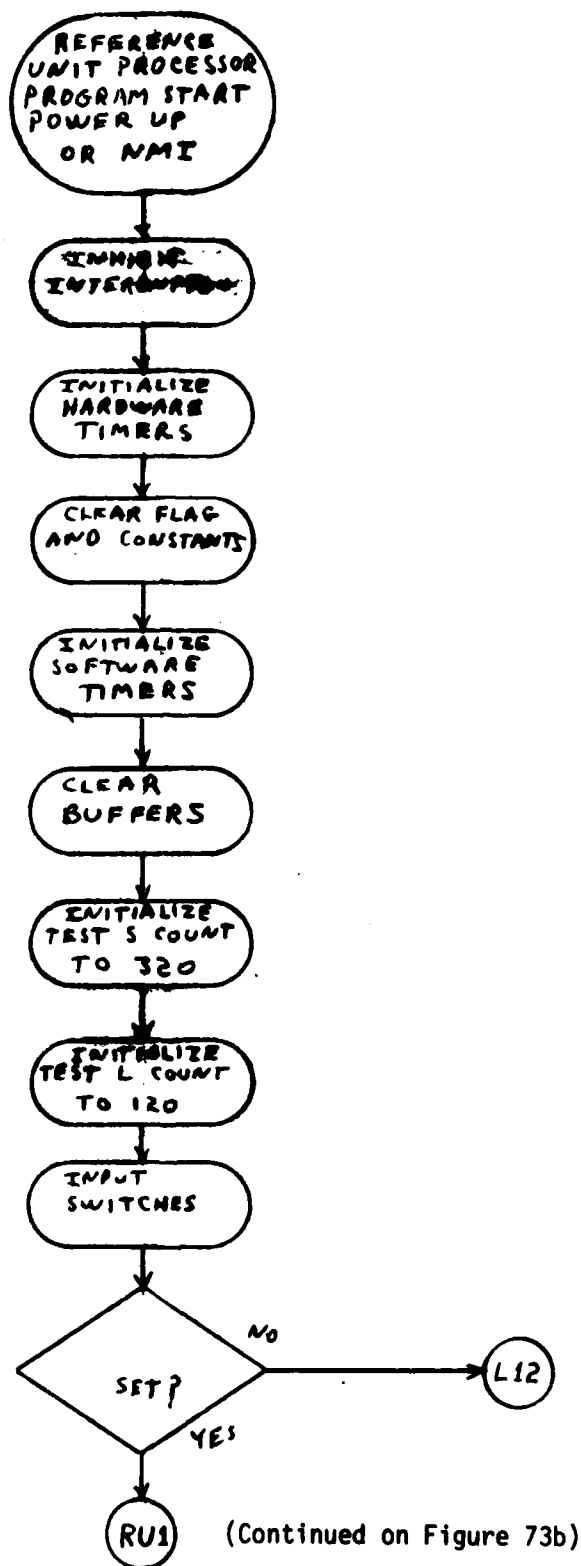 REFERENCE
UNIT PROCESSOR
PROGRAM START
POWER UP
OR NMI
INITIALIZE
HARDWARE
TIMERS
CLEAR FLAG
AND CONSTANTS
INITIALIZE
SOFTWARE
TIMERS
CLEAR
BUFFERS
INITIALIZE
TEST S COUNT
TO 320
INITIALIZE
TEST L COUNT
TO 120
INPUT
SWITCHES
NO
SET?
L12
YES
RU1 (Continued on Figure 73b)